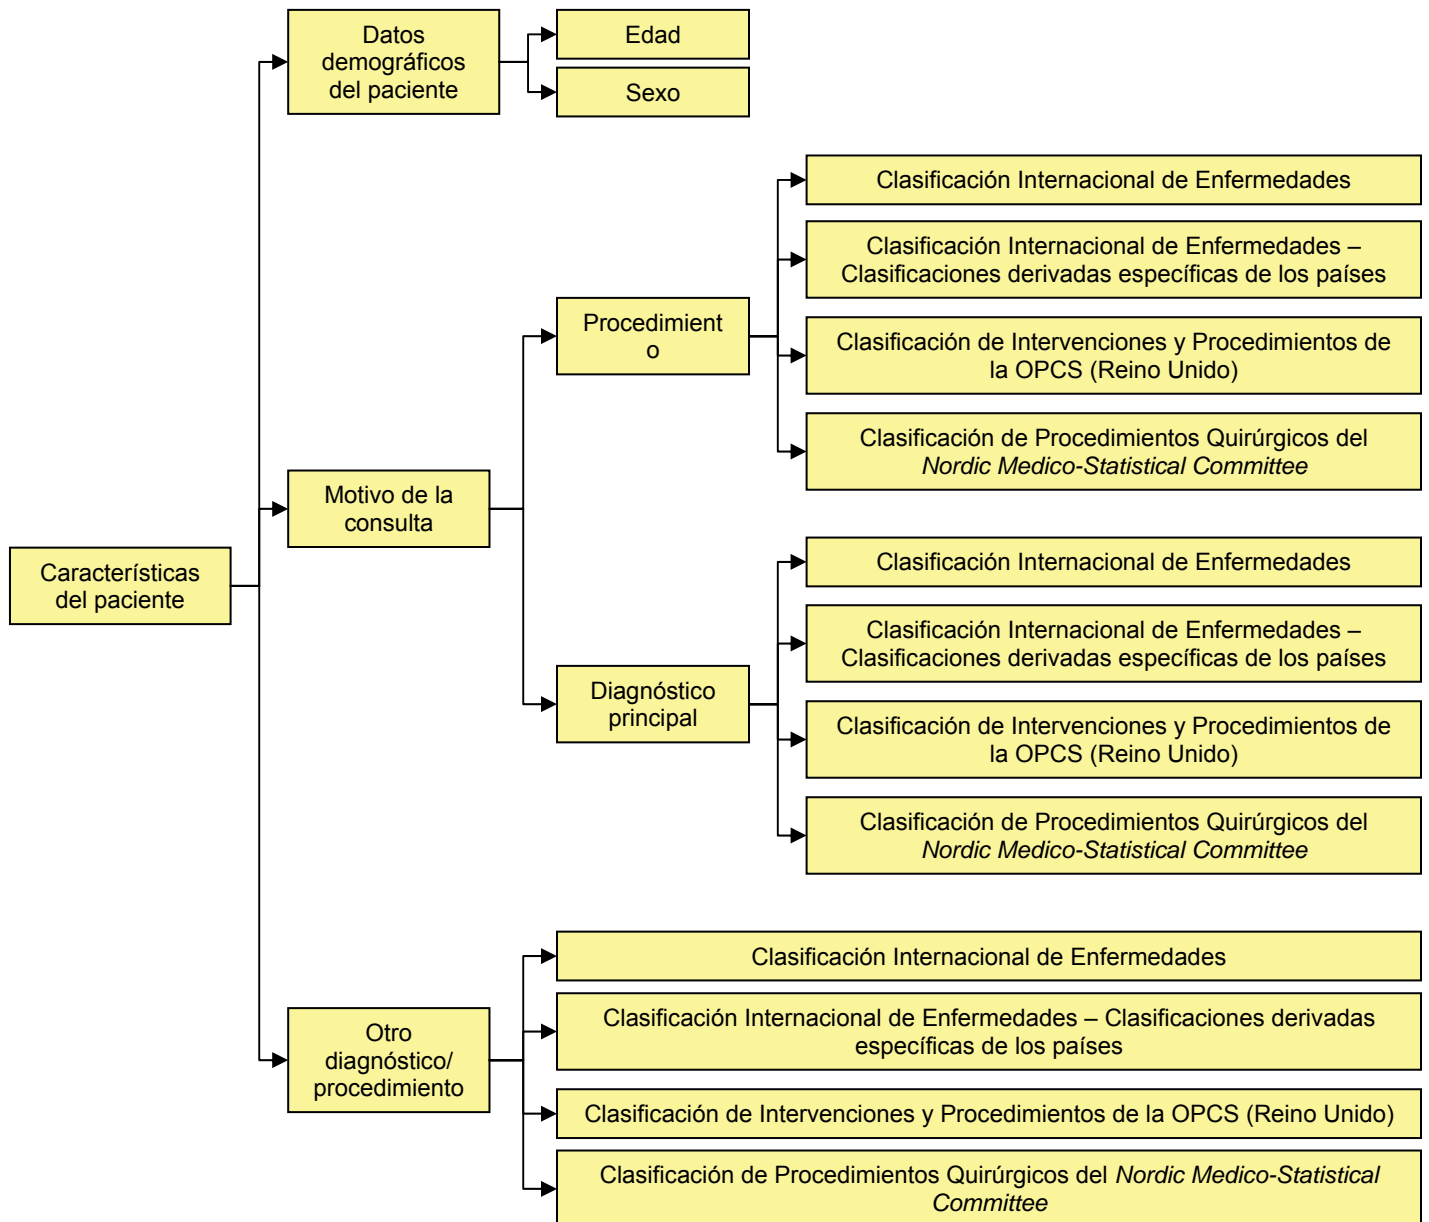 Datos
demográficos
del paciente
Edad
Sexo
Clasificación Internacional de Enfermedades
Clasificación Internacional de Enfermedades –
Clasificaciones derivadas específicas de los países
Procedimient
o
Clasificación de Intervenciones y Procedimientos de
la OPCS (Reino Unido)
Clasificación de Procedimientos Quirúrgicos del
Nordic Medico-Statistical Committee
Motivo de la
consulta
Características
del paciente
Clasificación Internacional de Enfermedades
Clasificación Internacional de Enfermedades –
Clasificaciones derivadas específicas de los países
Diagnóstico
principal
Clasificación de Intervenciones y Procedimientos de
la OPCS (Reino Unido)
Clasificación de Procedimientos Quirúrgicos del
Nordic Medico-Statistical Committee
Otro
diagnóstico/
procedimiento
Clasificación Internacional de Enfermedades
Clasificación Internacional de Enfermedades – Clasificaciones derivadas
específicas de los países
Clasificación de Intervenciones y Procedimientos de la OPCS (Reino Unido)
Clasificación de Procedimientos Quirúrgicos del Nordic Medico-Statistical
Committee